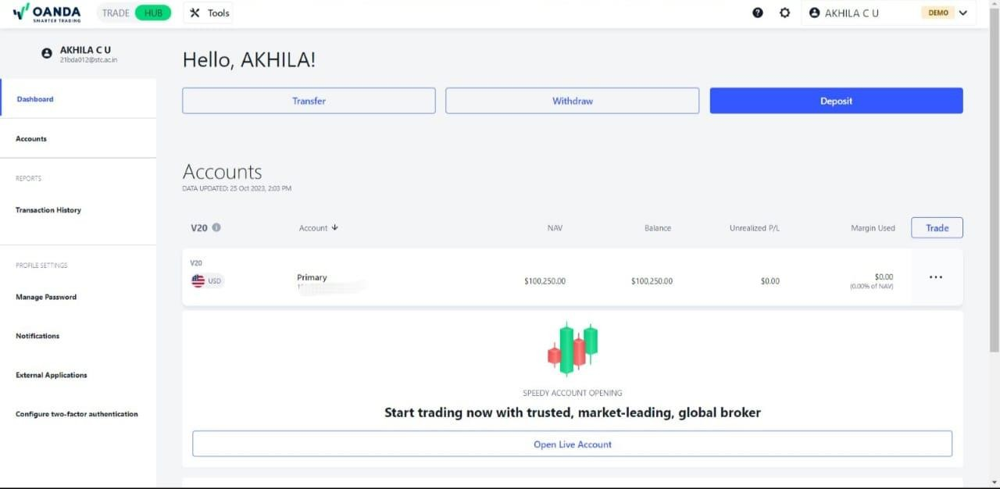 OANDA
SMARTER TRADING
TRADE HUB Tools
AKHILA C U DEMO
AKHILA C U
21bda012@stc.ac.in
Dashboard
Accounts
REPORTS
Transaction History
PROFILE SETTINGS
Manage Password
Notifications
External Applications
Configure two-factor authentication
Hello, AKHILA!
Transfer Withdraw Deposit
Accounts
DATA UPDATED: 25 Oct 2023, 2:03 PM
V20 Account NAV Balance Unrealized P/L Margin Used Trade
V20
USD
Primary
$100,250.00 $100,250.00 $0.00 $0.00
(0.00% of NAV)
SPEEDY ACCOUNT OPENING
Start trading now with trusted, market-leading, global broker
Open Live Account